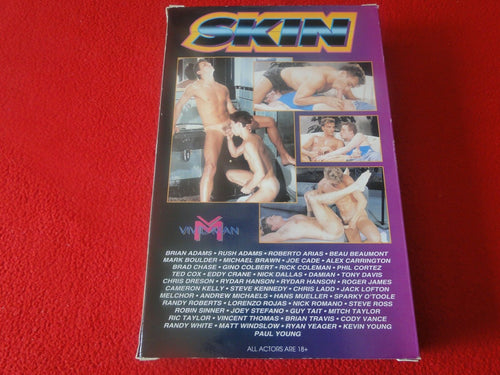 SKIN
VIVID MAN
BRIAN ADAMS • RUSH ADAMS • ROBERTO ARIAS • BEAU BEAUMONT
MARK BOULDER • MICHAEL BRAWN • JOE CADE • ALEX CARRINGTON
BRAD CHASE • GINO COLBERT • RICK COLEMAN • PHIL CORTEZ
TED COX • EDDY CRANE • NICK DALLAS • DAMIAN • TONY DAVIS
CHRIS DRESON • RYDAR HANSON • RYDAR HANSON • ROGER JAMES
CAMERON KELLY • STEVE KENNEDY • CHRIS LADD • JACK LOFTON
MELCHOR • ANDREW MICHAELS • HANS MUELLER • SPARKY O'TOOLE
RANDY ROBERTS • LORENZO ROJAS • NICK ROMANO • STEVE ROSS
ROBIN SINNER • JOEY STEFANO • GUY TAIT • MITCH TAYLOR
RIC TAYLOR • VINCENT THOMAS • BRIAN TRAVIS • CODY VANCE
RANDY WHITE • MATT WINDSLOW • RYAN YEAGER • KEVIN YOUNG
PAUL YOUNG
ALL ACTORS ARE 18+